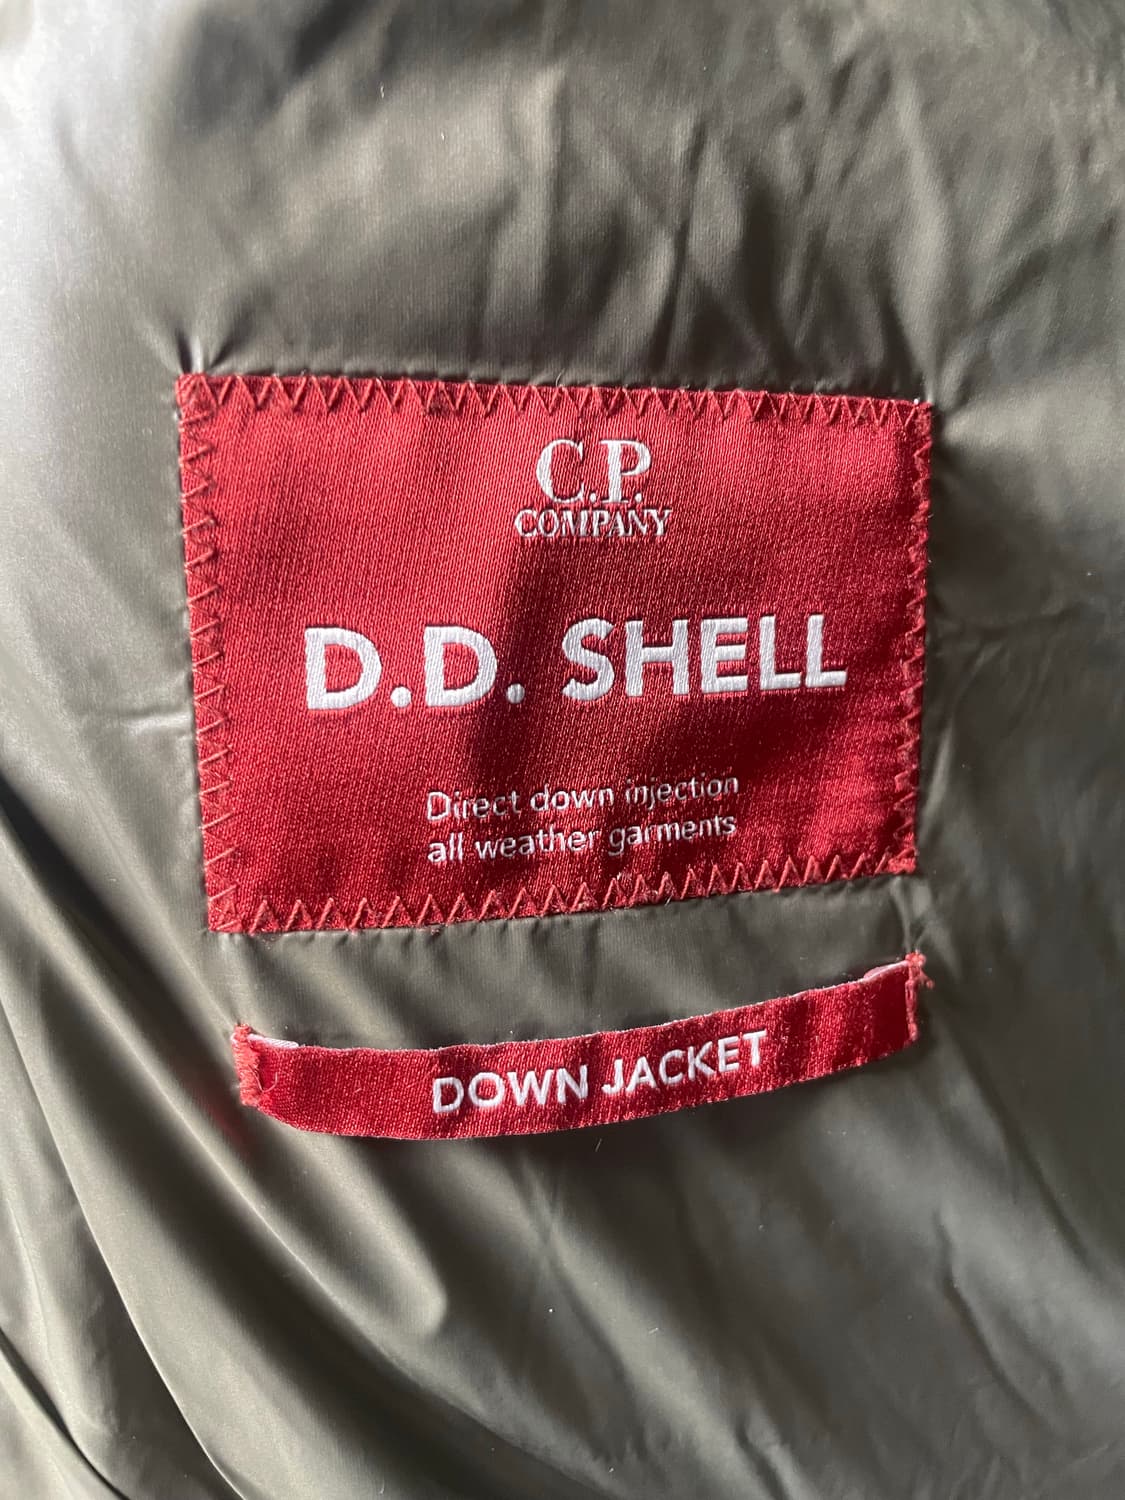 C.P.
COMPANY
D.D. SHELL
Direct down injection
all weather garments
DOWN JACKET